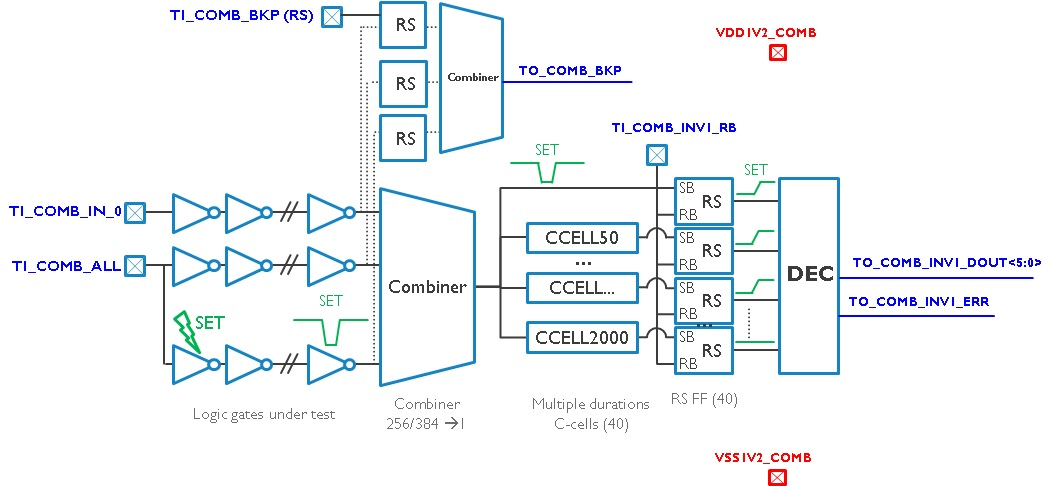 TI_COMB_BKP (RS)
RS
VDD1V2_COMB
Combiner
TO_COMB_BKP
RS
RS
TI_COMB_INV1_RB
SET
SET
SB
RS
RB
TI_COMB_IN_0
CCELL50
SB
RS
RB
TI_COMB_ALL
...
DEC
TO_COMB_INV1_DOUT<5:0>
Combiner
CCELL...
SB
RS
RB
TO_COMB_INV1_ERR
SET
SET
...
CCELL2000
SB
RS
RB
Logic gates under test
Combiner
256/384 →1
Multiple durations
C-cells (40)
RS FF (40)
VSS1V2_COMB